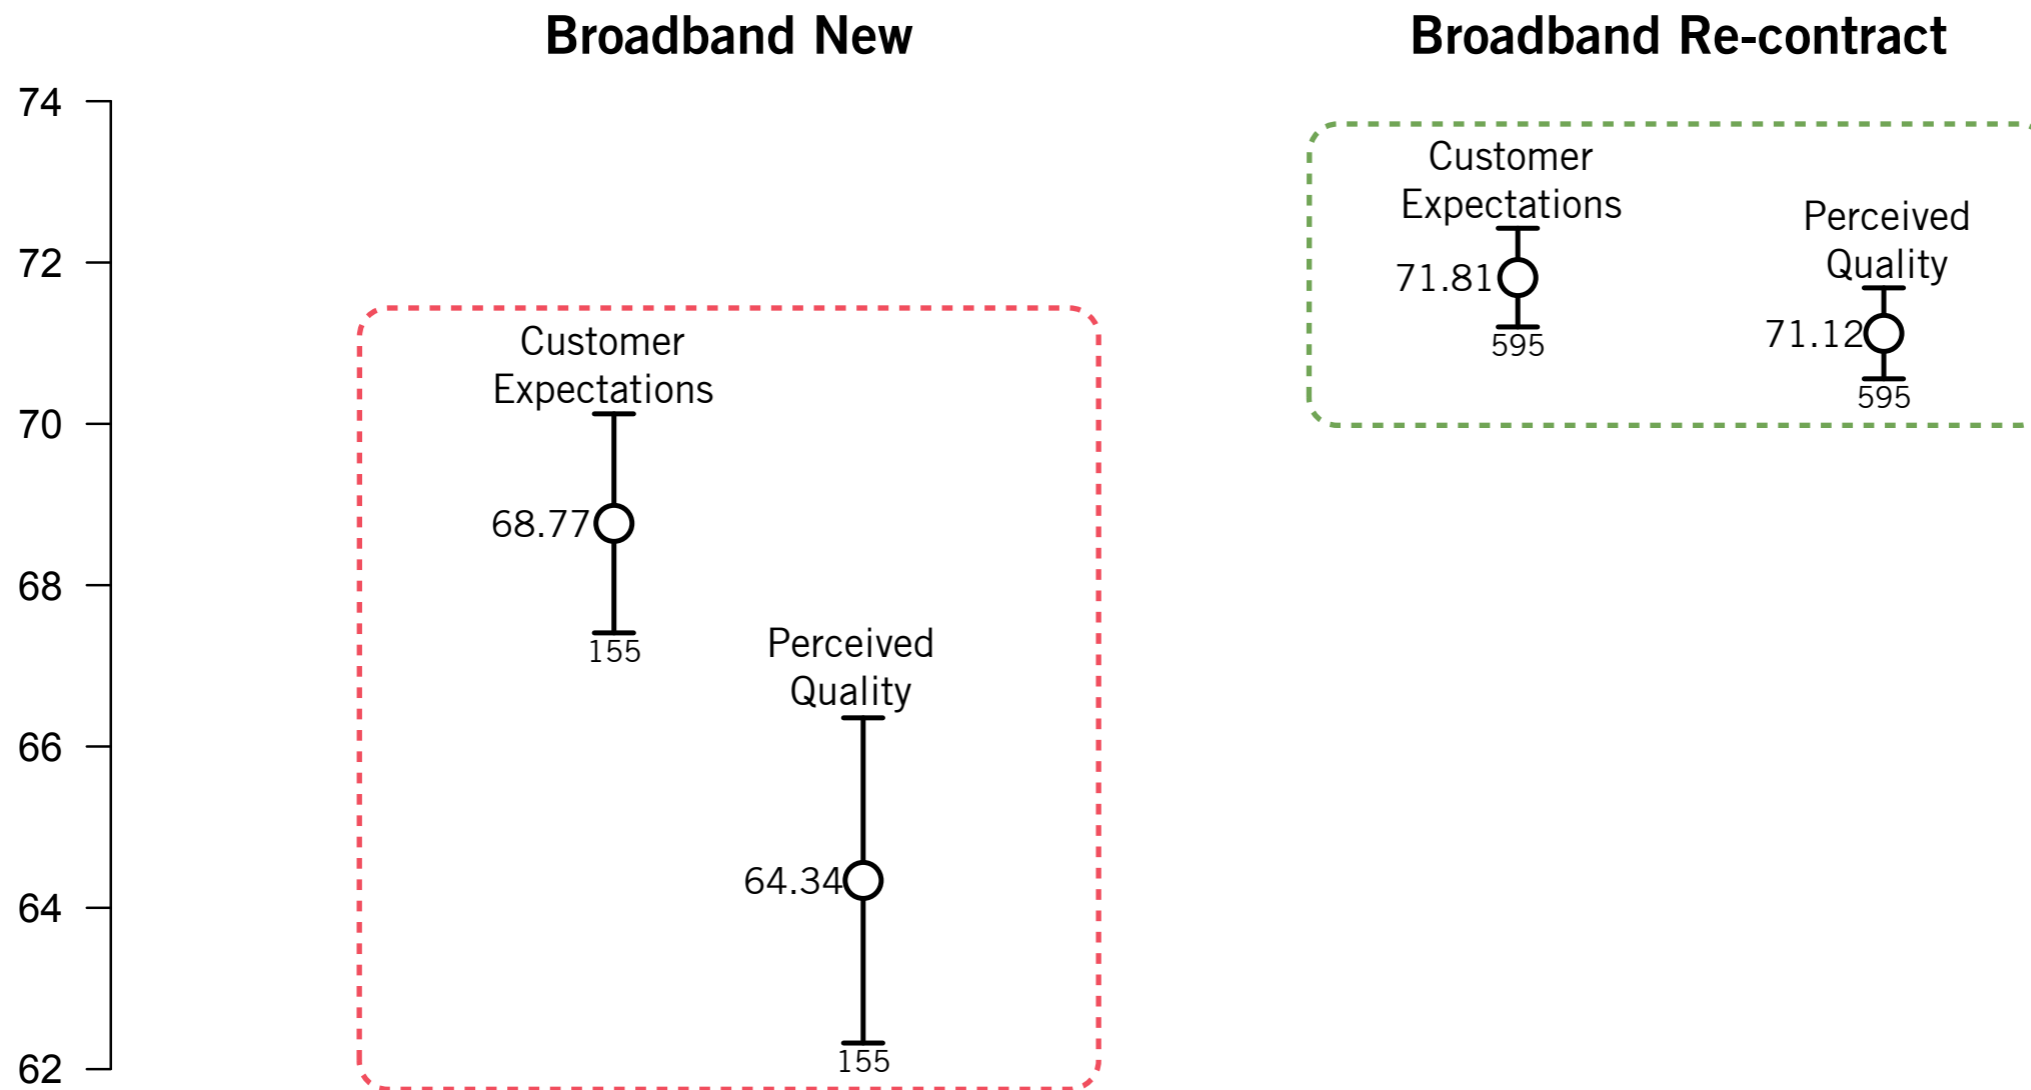 Broadband New
Broadband Re-contract
74
72
70
68
66
64
62
Customer
Expectations
68.77
155
Perceived
Quality
64.34
155
Customer
Expectations
71.81
595
Perceived
Quality
71.12
595